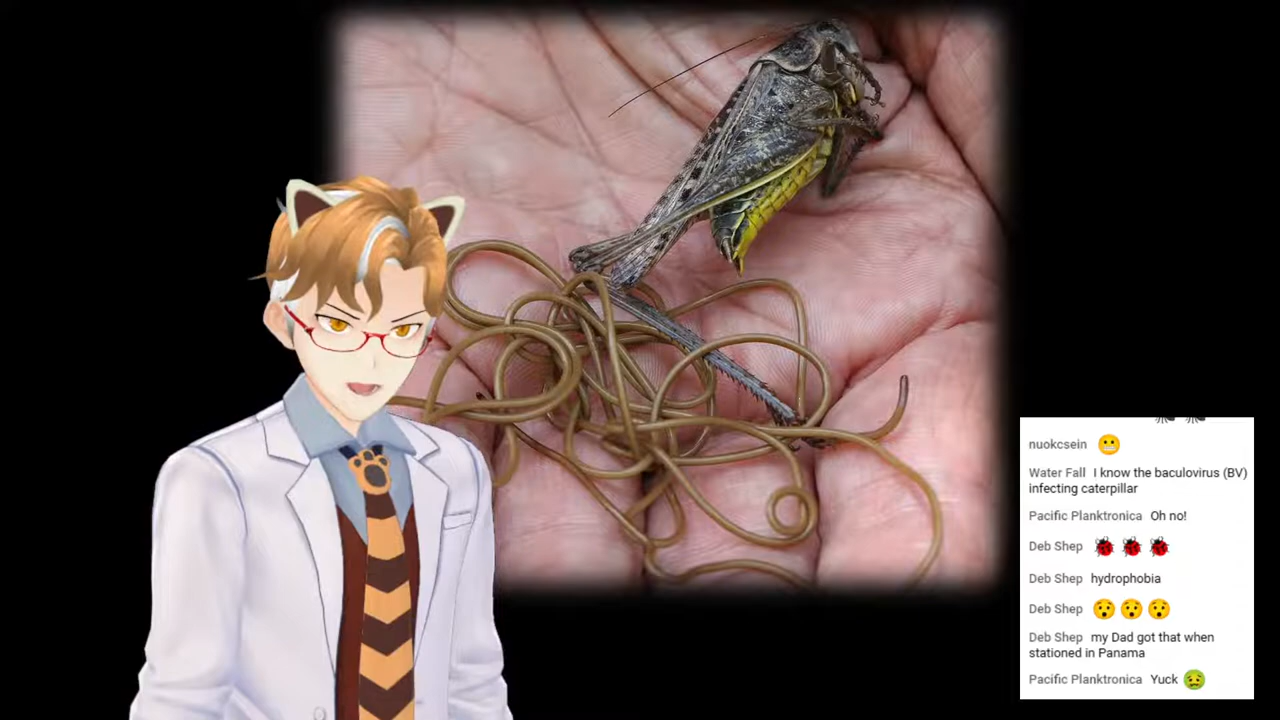 nuokcsein 😬
Water Fall I know the baculovirus (BV)
infecting caterpillar
Pacific Planktronica Oh no!
Deb Shep 🐞 🐞 🐞
Deb Shep hydrophobia
Deb Shep 😯 😯 😯
Deb Shep my Dad got that when
stationed in Panama
Pacific Planktronica Yuck 🤢